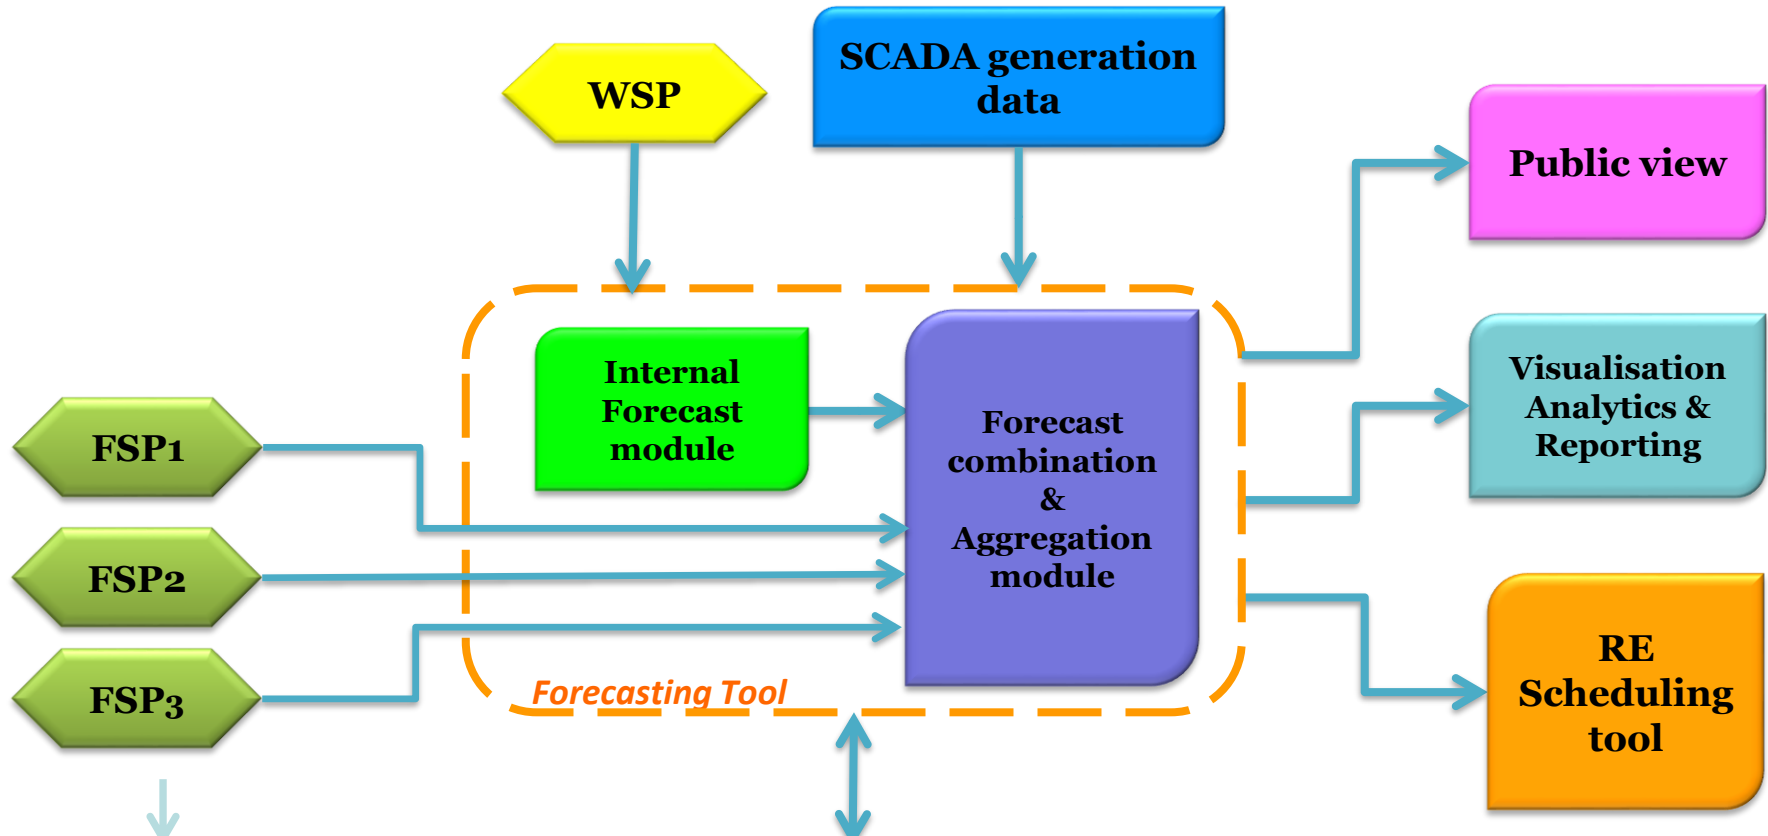 WSP
SCADA generation
data
Public view
Internal
Forecast
module
Forecast
combination
&
Aggregation
module
Visualisation
Analytics &
Reporting
FSP1
FSP2
FSP3
Forecasting Tool
RE
Scheduling
tool